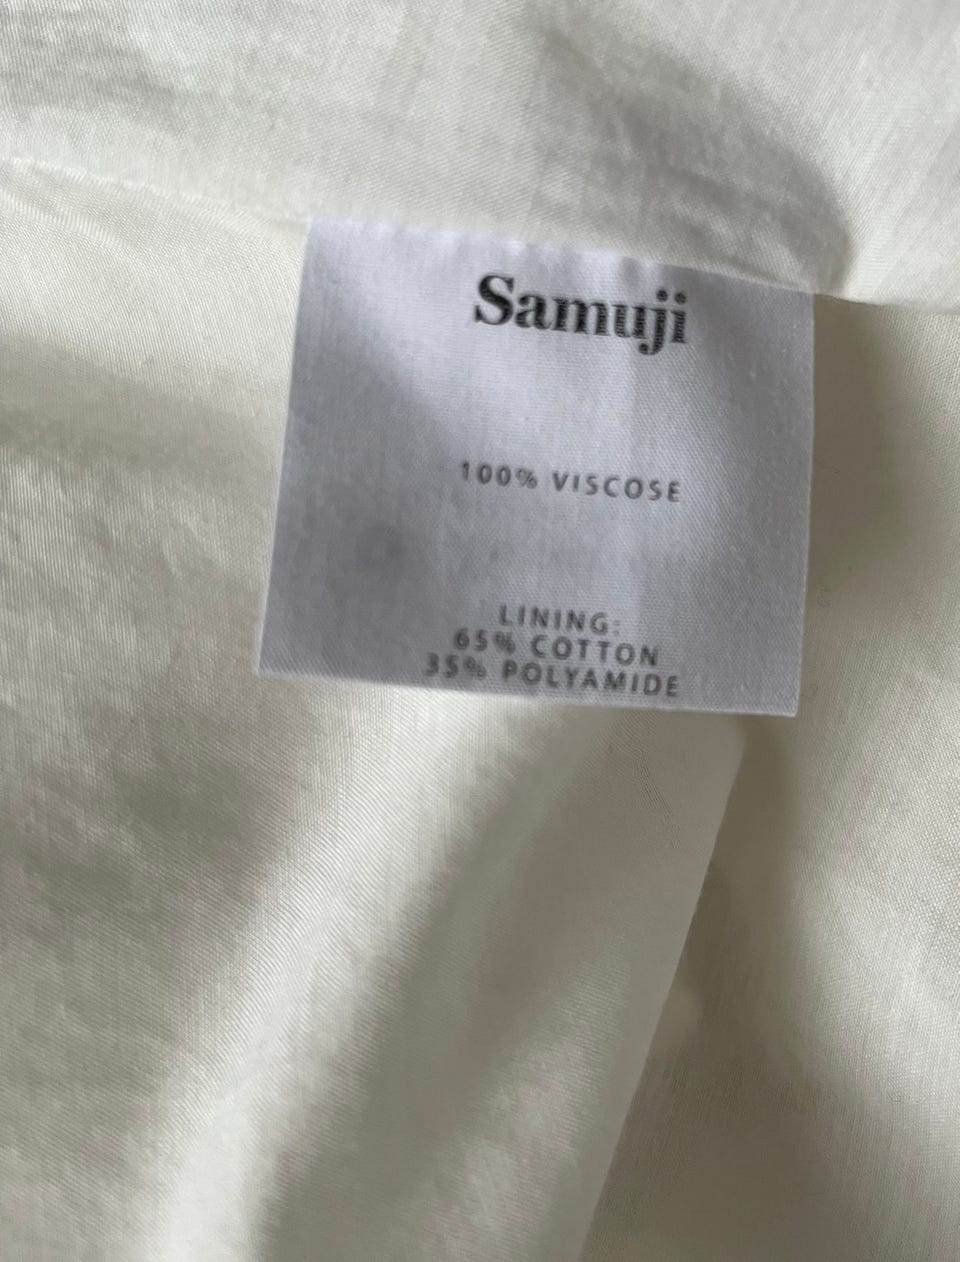 Samuji
100% VISCOSE
LINING:
65% COTTON
35% POLYAMIDE